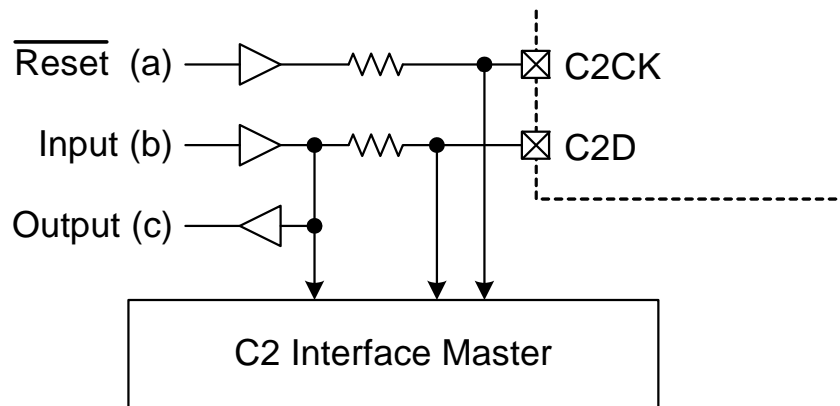 Reset (a)
C2CK
Input (b)
C2D
Output (c)
C2 Interface Master